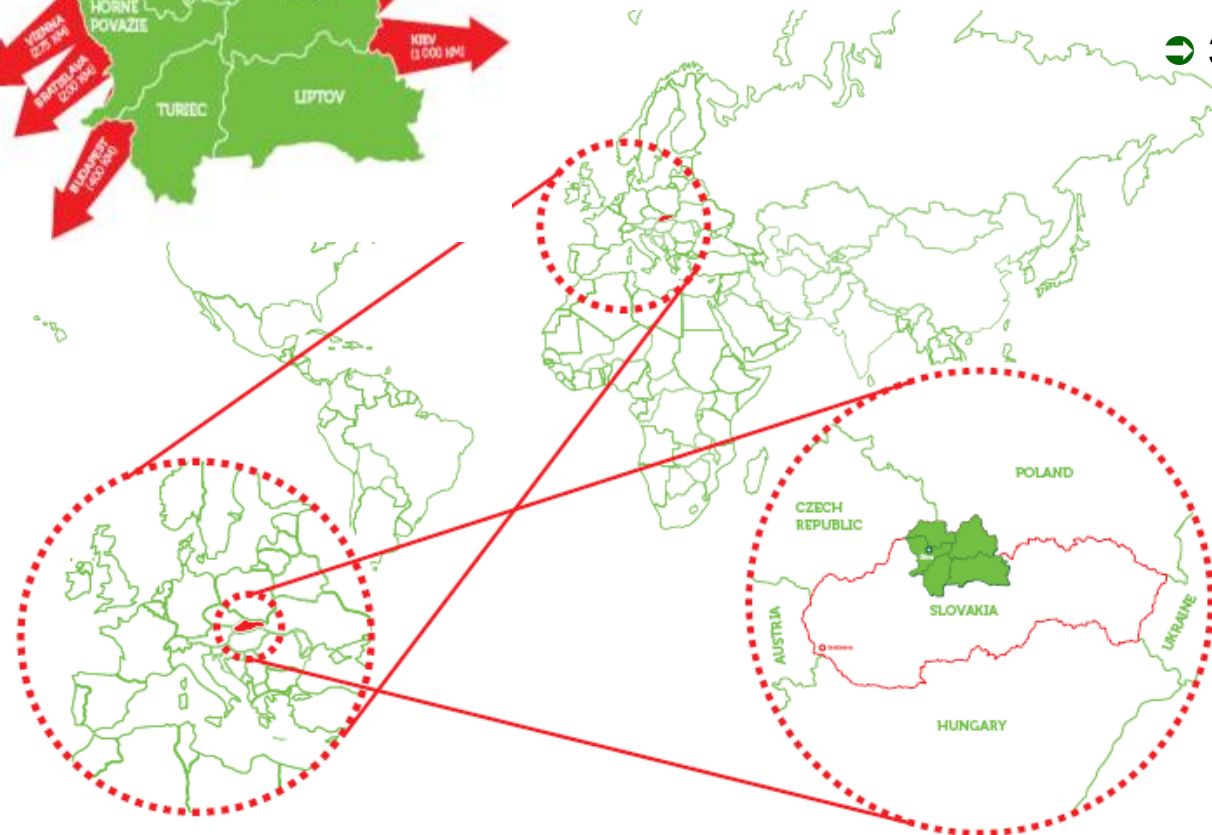 HORNÉ
POVAŽIE
VIENNA
(275 KM)
BRATISLAVA
(200 KM)
BUDAPEST
(400 KM)
KIEV
(1 000 KM)
TURIEC
LIPTOV
POLAND
CZECH
REPUBLIC
SLOVAKIA
AUSTRIA
UKRAINE
HUNGARY